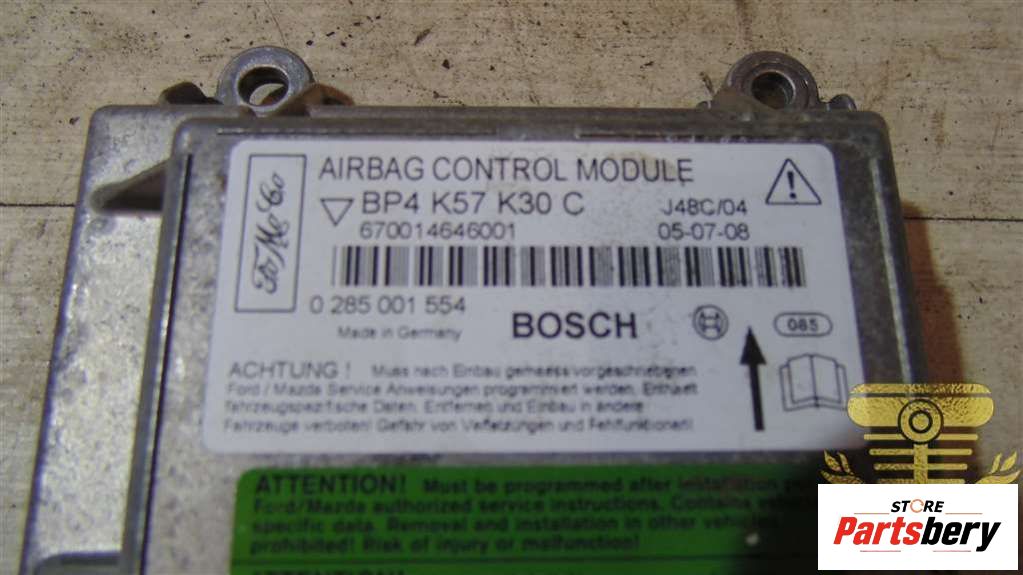 AIRBAG CONTROL MODULE
BP4 K57 K30 C
J48C/04
670014646001
05-07-08
FoMoCo
0 285 001 554
Made in Germany
BOSCH
085
ACHTUNG ! Muss nach Einbau gemaess vorgeschriebenen
Ford / Mazda Service Anweisungen programmiert werden. Enthaelt
fahrzeugspezifische Daten. Entfernen und Einbau in andere
Fahrzeuge verboten! Gefahr von Verletzungen und Fehlfunktionen!
ATTENTION! Must be programmed after installation
Ford/Mazda authorized service instructions. Contains
specific data. Removal and installation in other
prohibited! Risk of injury or malfunction!
STORE
Partsbery